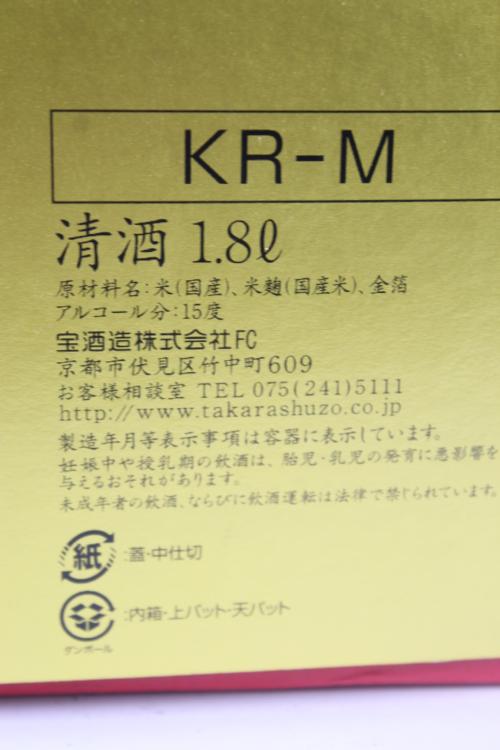 KR-M
清酒 1.8ℓ
原材料名:米(国産)、米麹(国産米)、金箔
アルコール分:15度
宝酒造株式会社FC
京都市伏見区竹中町609
お客様相談室 TEL 075(241)5111
http://www.takarashuzo.co.jp
製造年月等表示事項は容器に表示しています。
妊娠中や授乳期の飲酒は、胎児・乳児の発育に悪影響を
与えるおそれがあります。
未成年者の飲酒、ならびに飲酒運転は法律で禁じられています。
紙 :蓋・中仕切
:内箱・上パット・天パット
ダンボール